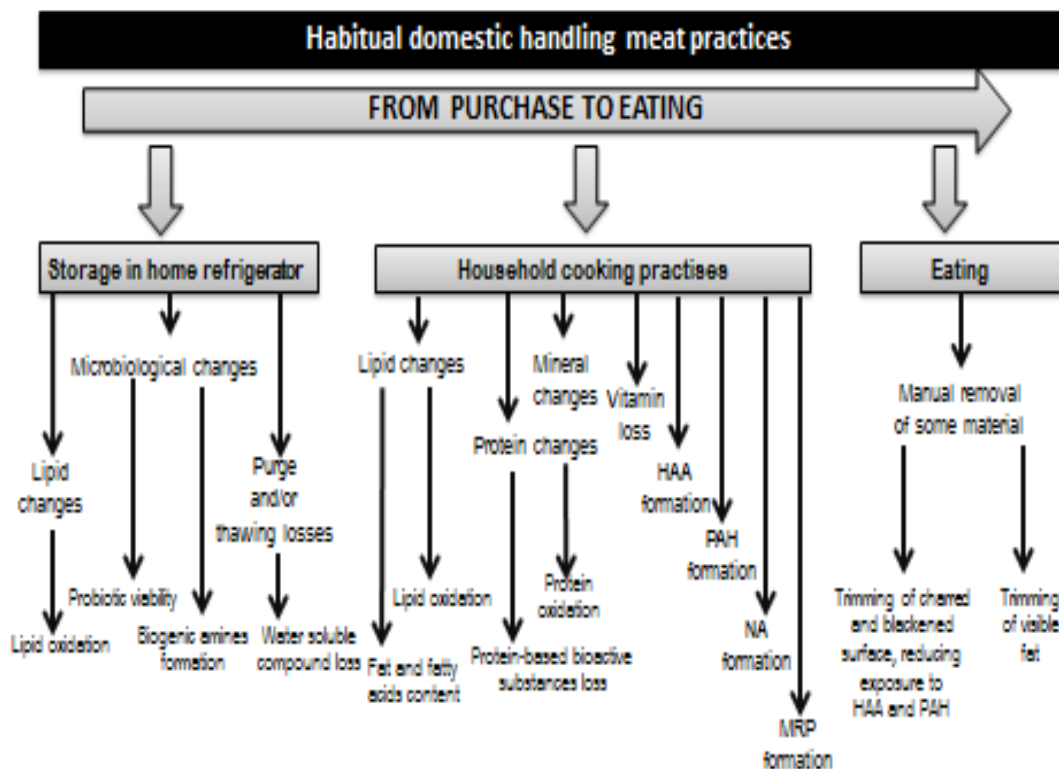 Habitual domestic handling meat practices
FROM PURCHASE TO EATING
Storage in home refrigerator
Lipid
changes
Lipid oxidation
Microbiological changes
Probiotic viability
Biogenic amines
formation
Purge
and/or
thawing losses
Water soluble
compound loss
Household cooking practises
Lipid changes
Fat and fatty
acids content
Lipid oxidation
Protein changes
Protein-based bioactive
substances loss
Protein
oxidation
Mineral
changes
Vitamin
loss
HAA
formation
PAH
formation
NA
formation
MRP
formation
Eating
Manual removal
of some material
Trimming of charred
and blackened
surface, reducing
exposure to
HAA and PAH
Trimming
of visible
fat